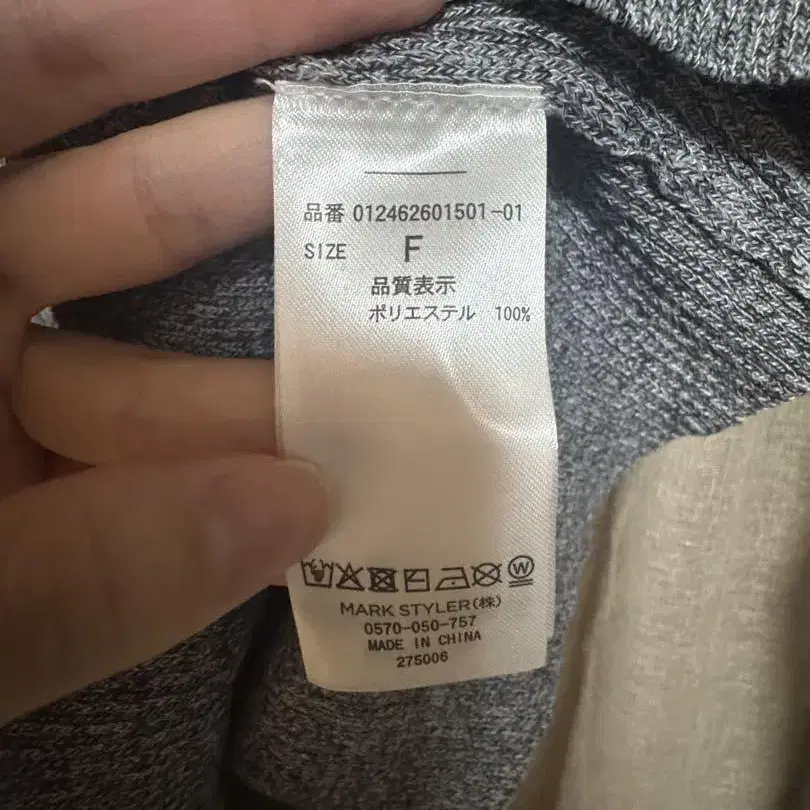 品番 012462601501-01
SIZE F
品質表示
ポリエステル 100%
W
MARK STYLER(株)
0570-050-757
MADE IN CHINA
275006